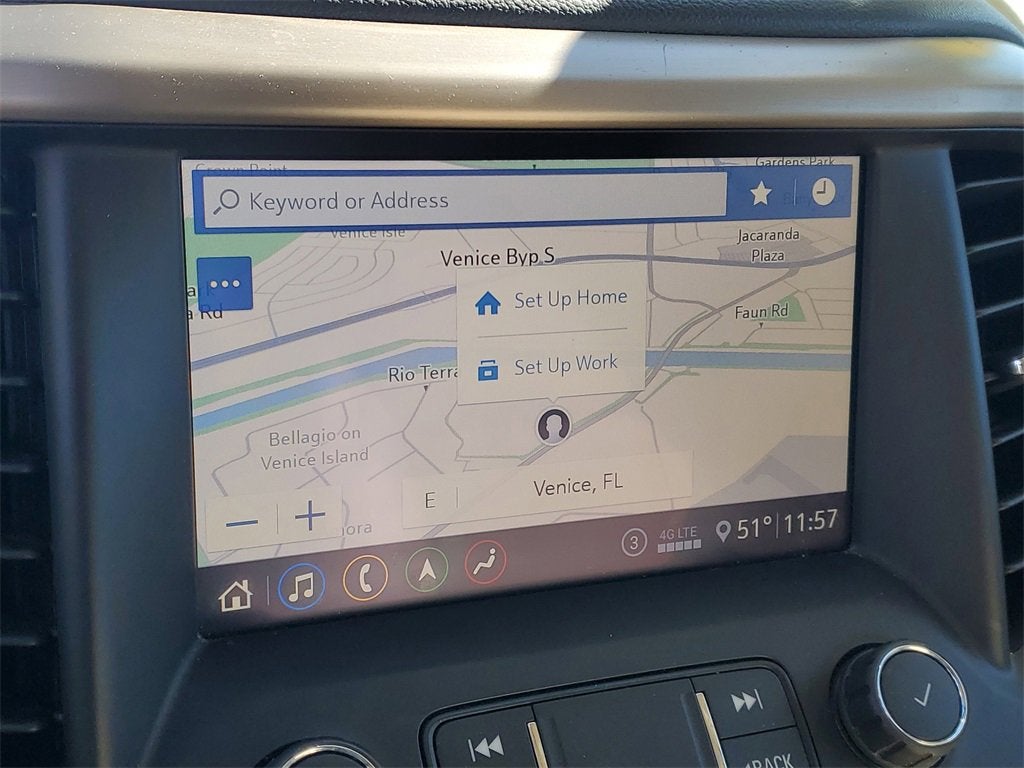 Crown Point
Gardens Park
Keyword or Address
Venice Isle
Jacaranda
Plaza
Venice Byp S
Set Up Home
a Rd
Faun Rd
Set Up Work
Rio Terra
Bellagio on
Venice Island
E
Venice, FL
ora
3
4G LTE
51°
11:57
BACK